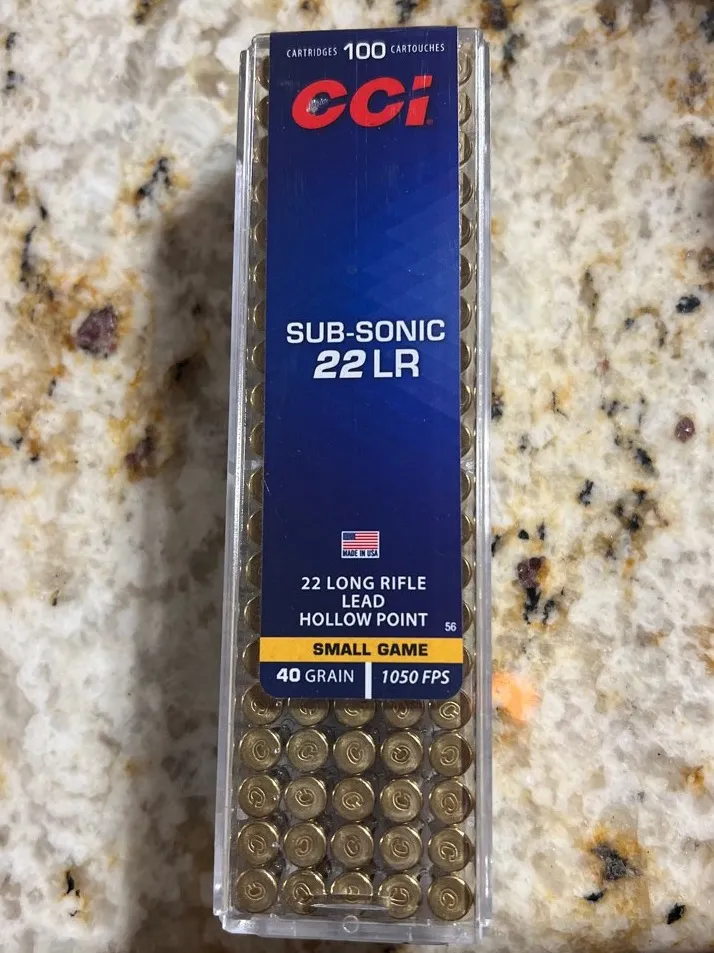 CARTRIDGES 100 CARTOUCHES
CCI
SUB-SONIC
22 LR
MADE IN USA
22 LONG RIFLE
LEAD
HOLLOW POINT
56
SMALL GAME
40 GRAIN | 1050 FPS